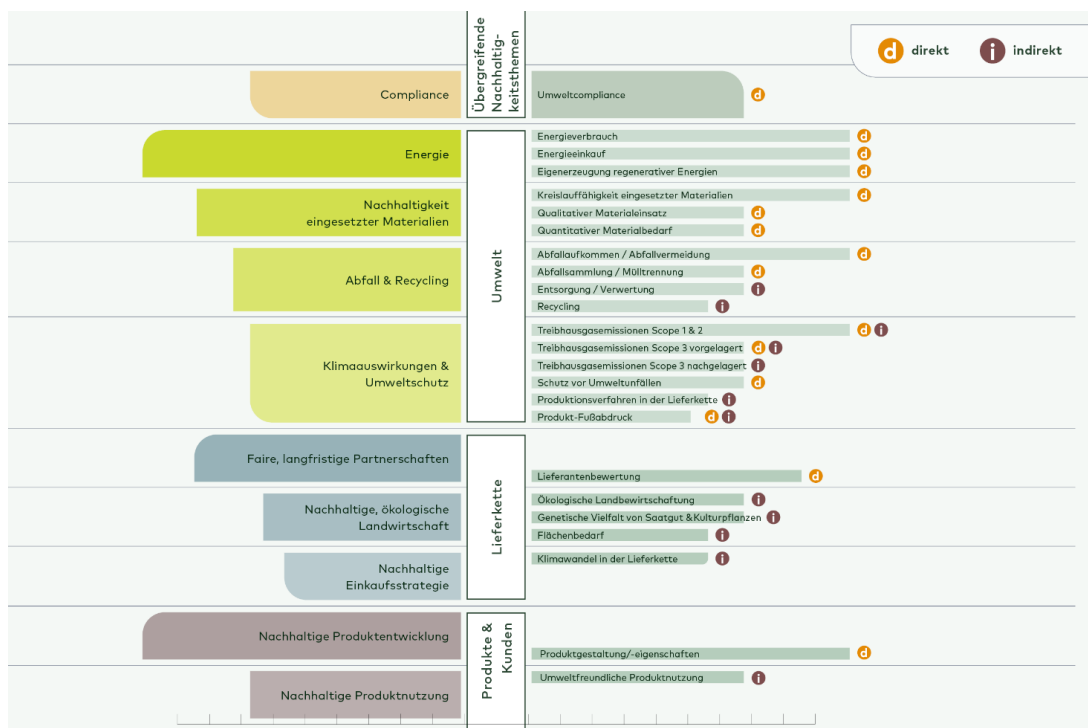 Übergreifende
Nachhaltig-
keitsthemen
d direkt
i indirekt
Compliance
Umweltcompliance d
Umwelt
Energie
Energieverbrauch d
Energieeinkauf d
Eigenerzeugung regenerativer Energien d
Nachhaltigkeit
eingesetzter Materialien
Kreislauffähigkeit eingesetzter Materialien d
Qualitativer Materialeinsatz d
Quantitativer Materialbedarf d
Abfall & Recycling
Abfallaufkommen / Abfallvermeidung d
Abfallsammlung / Mülltrennung d
Entsorgung / Verwertung i
Recycling i
Klimaauswirkungen &
Umweltschutz
Treibhausgasemissionen Scope 1 & 2 d i
Treibhausgasemissionen Scope 3 vorgelagert d i
Treibhausgasemissionen Scope 3 nachgelagert i
Schutz vor Umweltunfällen d
Produktionsverfahren in der Lieferkette i
Produkt-Fußabdruck d i
Lieferkette
Faire, langfristige Partnerschaften
Lieferantenbewertung d
Nachhaltige, ökologische
Landwirtschaft
Ökologische Landbewirtschaftung i
Genetische Vielfalt von Saatgut &Kulturpflanzen i
Flächenbedarf i
Nachhaltige
Einkaufsstrategie
Klimawandel in der Lieferkette i
Produkte &
Kunden
Nachhaltige Produktentwicklung
Produktgestaltung/-eigenschaften d
Nachhaltige Produktnutzung
Umweltfreundliche Produktnutzung i